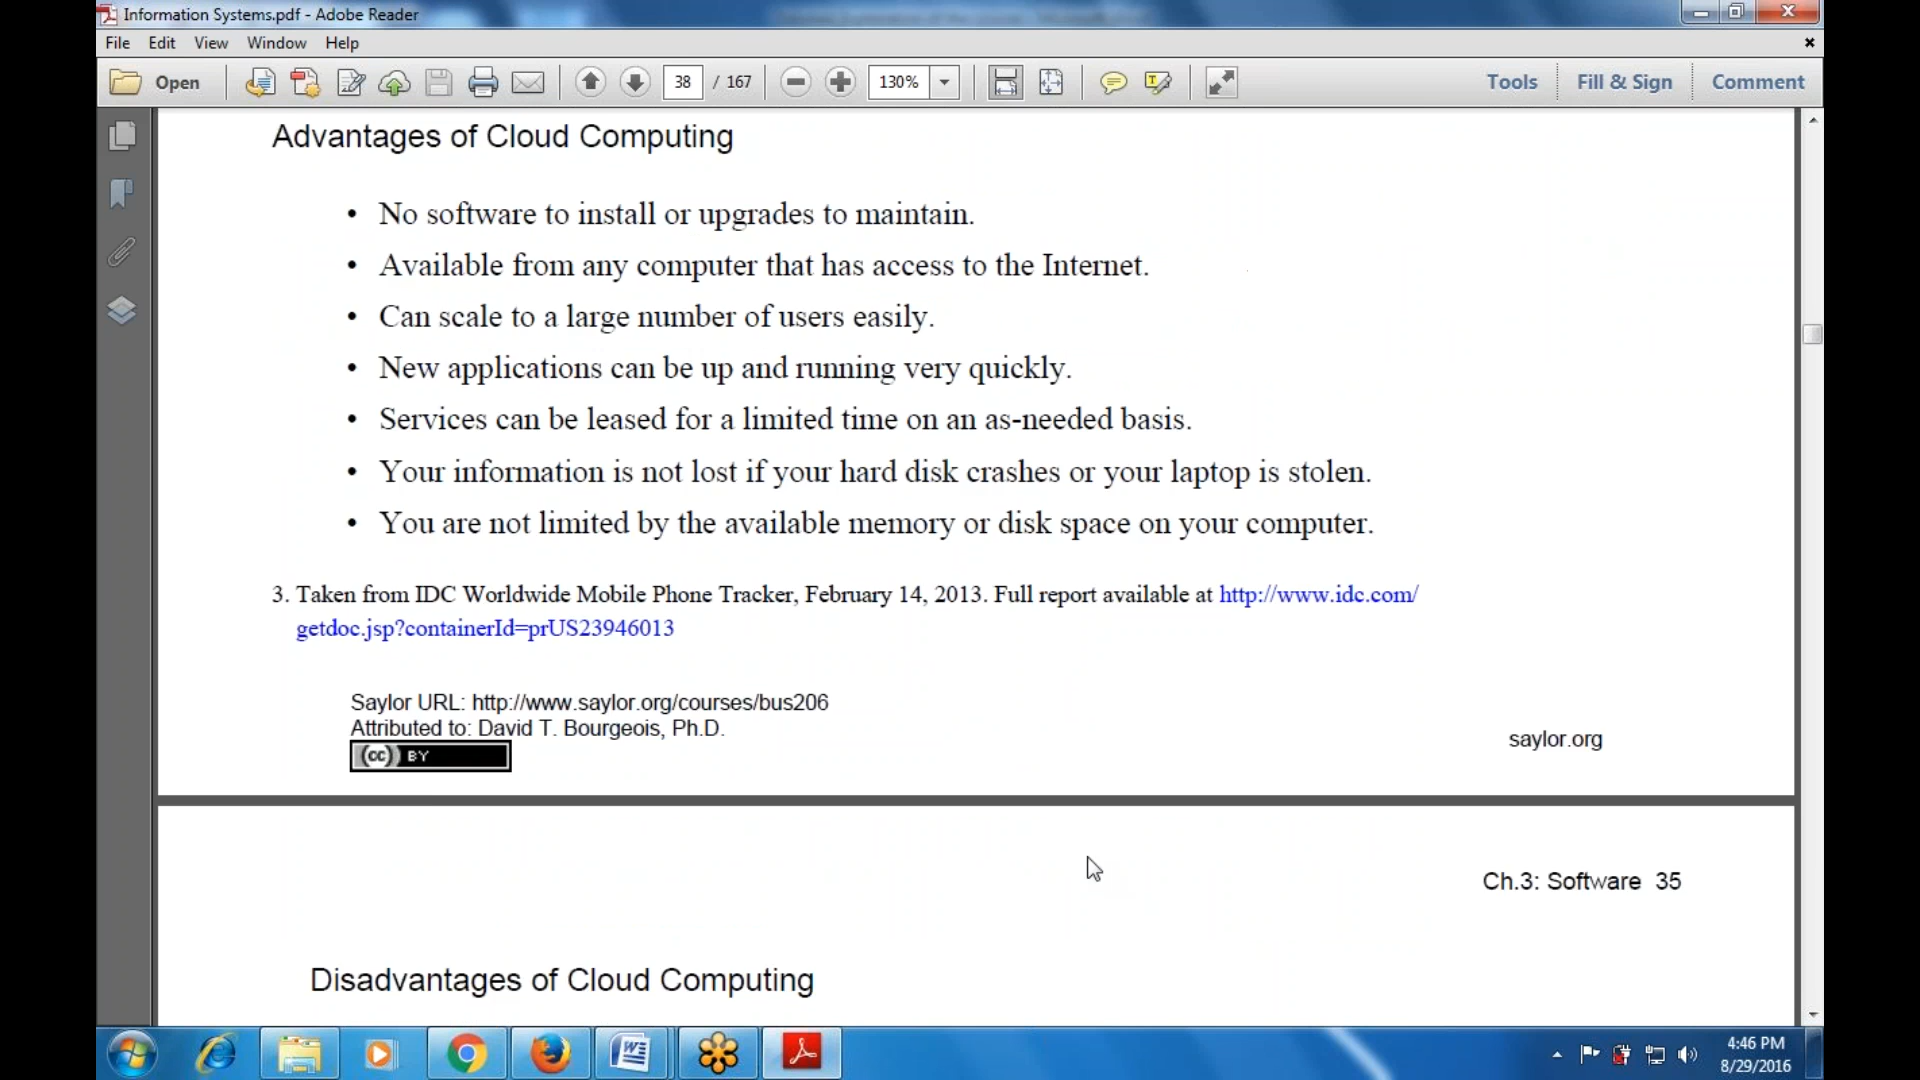 Information Systems.pdf - Adobe Reader
File Edit View Window Help
Open 38 / 167 130% Tools Fill & Sign Comment
Advantages of Cloud Computing
• No software to install or upgrades to maintain.
• Available from any computer that has access to the Internet.
• Can scale to a large number of users easily.
• New applications can be up and running very quickly.
• Services can be leased for a limited time on an as-needed basis.
• Your information is not lost if your hard disk crashes or your laptop is stolen.
• You are not limited by the available memory or disk space on your computer.
3. Taken from IDC Worldwide Mobile Phone Tracker, February 14, 2013. Full report available at http://www.idc.com/
getdoc.jsp?containerId=prUS23946013
Saylor URL: http://www.saylor.org/courses/bus206
Attributed to: David T. Bourgeois, Ph.D.
saylor.org
(cc) BY
Ch.3: Software 35
Disadvantages of Cloud Computing
4:46 PM
8/29/2016